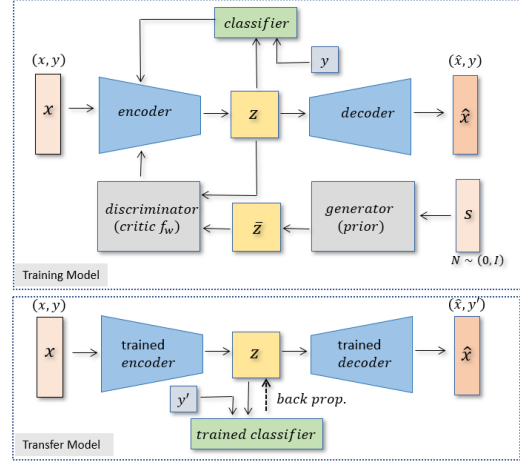 classifier
(x, y)
y
(x̂, y)
x
encoder
z
decoder
x̂
discriminator
(critic f_w)
z̄
generator
(prior)
s
N ~ (0, I)
Training Model
(x, y)
(x̂, y′)
x
trained
encoder
z
trained
decoder
x̂
y′
back prop.
trained classifier
Transfer Model